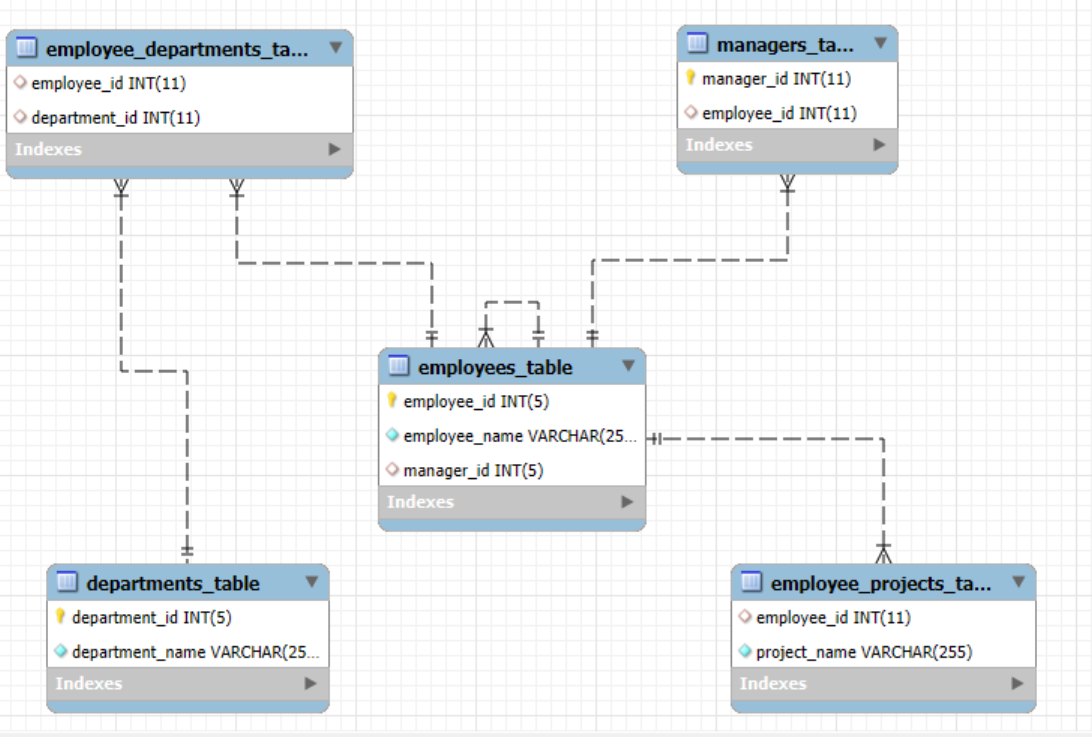 employee_departments_ta...
employee_id INT(11)
department_id INT(11)
Indexes
managers_ta...
manager_id INT(11)
employee_id INT(11)
Indexes
employees_table
employee_id INT(5)
employee_name VARCHAR(25...
manager_id INT(5)
Indexes
departments_table
department_id INT(5)
department_name VARCHAR(25...
Indexes
employee_projects_ta...
employee_id INT(11)
project_name VARCHAR(255)
Indexes